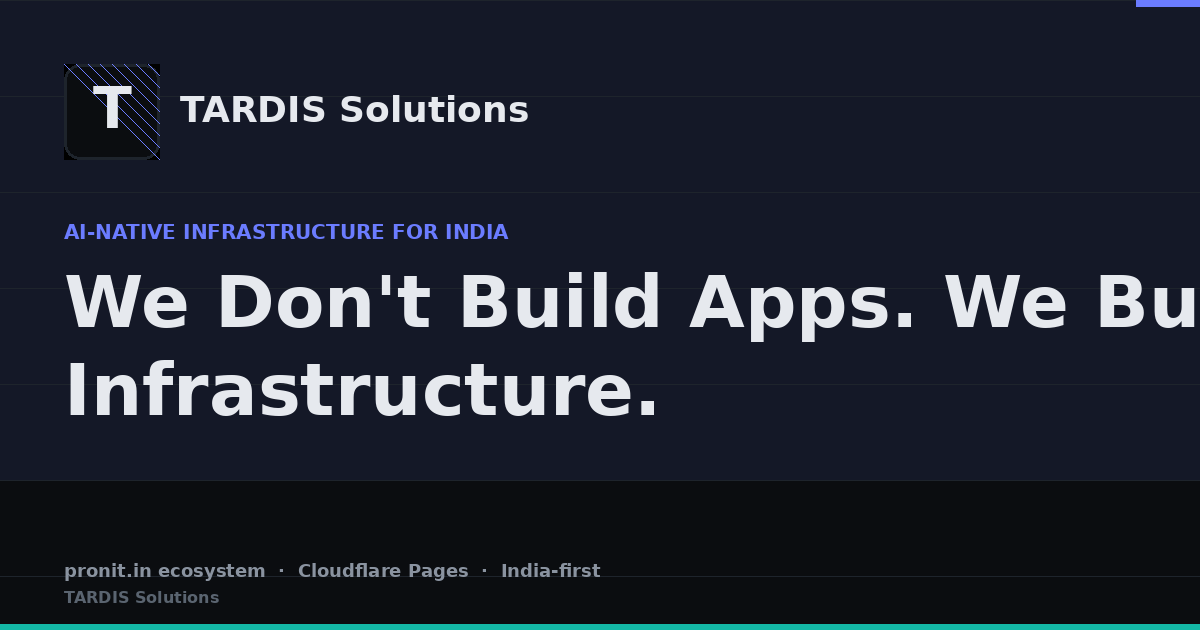 T
TARDIS Solutions
AI-NATIVE INFRASTRUCTURE FOR INDIA
We Don't Build Apps. We Bu
Infrastructure.
pronit.in ecosystem · Cloudflare Pages · India-first
TARDIS Solutions